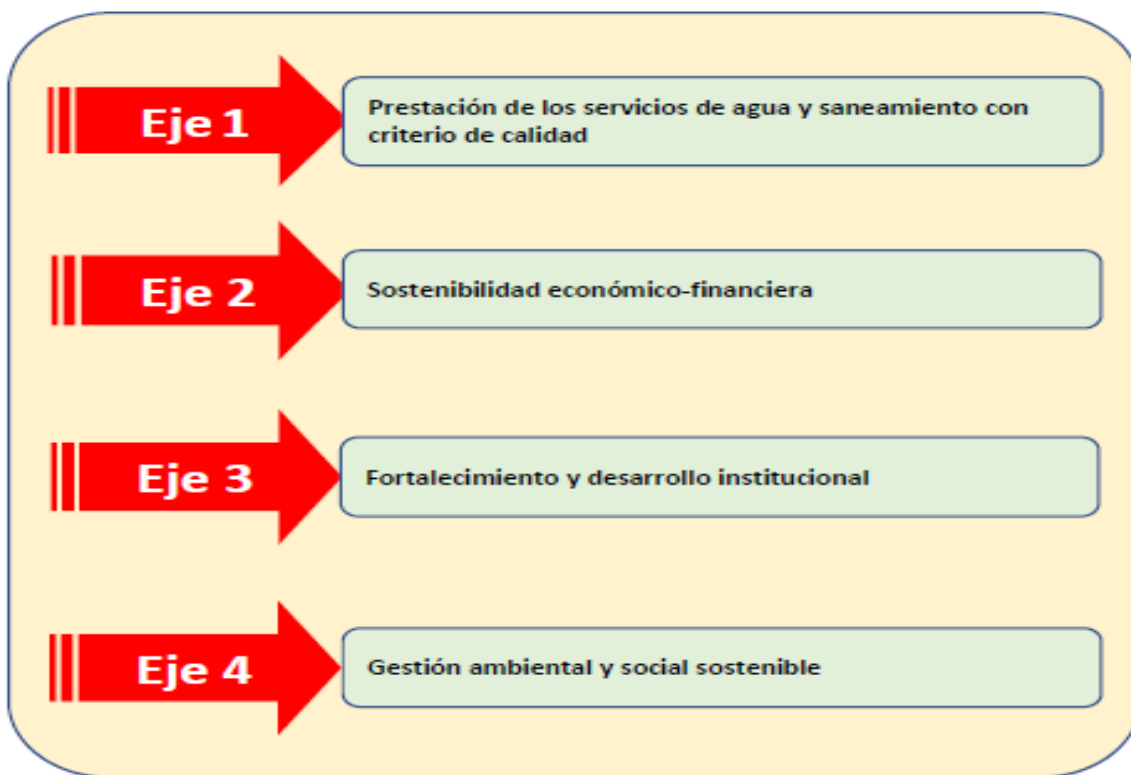 Eje 1
Prestación de los servicios de agua y saneamiento con
criterio de calidad
Eje 2
Sostenibilidad económico-financiera
Eje 3
Fortalecimiento y desarrollo institucional
Eje 4
Gestión ambiental y social sostenible